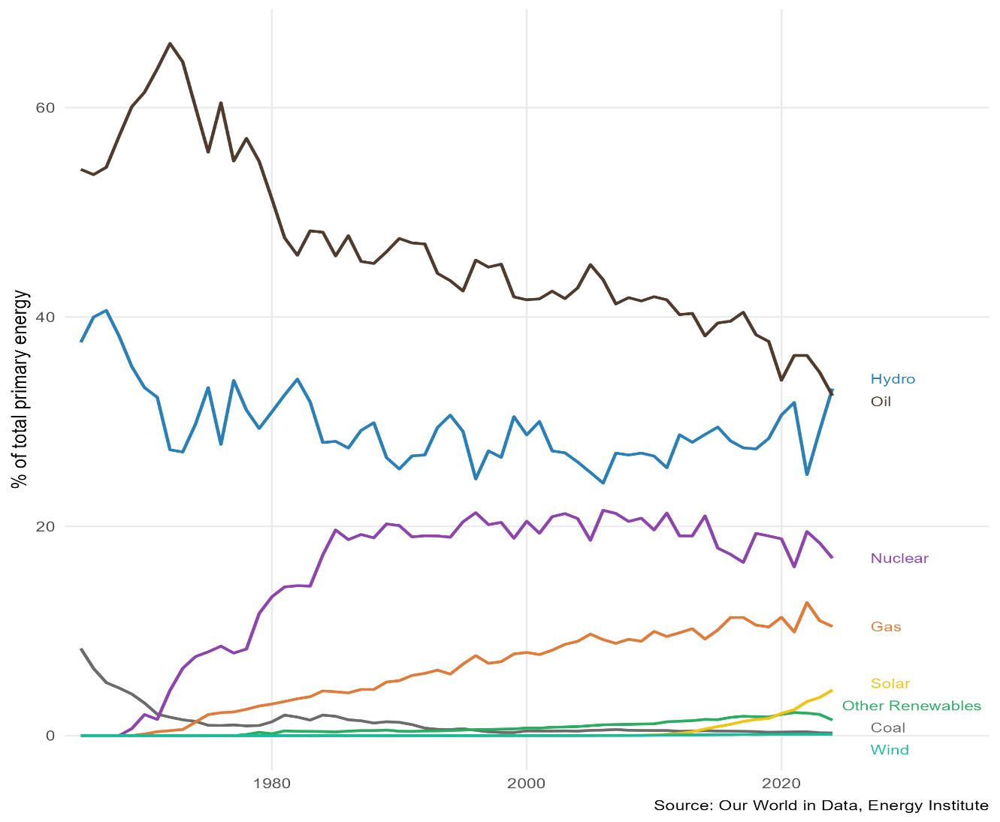 % of total primary energy
60
40
20
0
1980
2000
2020
Hydro
Oil
Nuclear
Gas
Solar
Other Renewables
Coal
Wind
Source: Our World in Data, Energy Institute